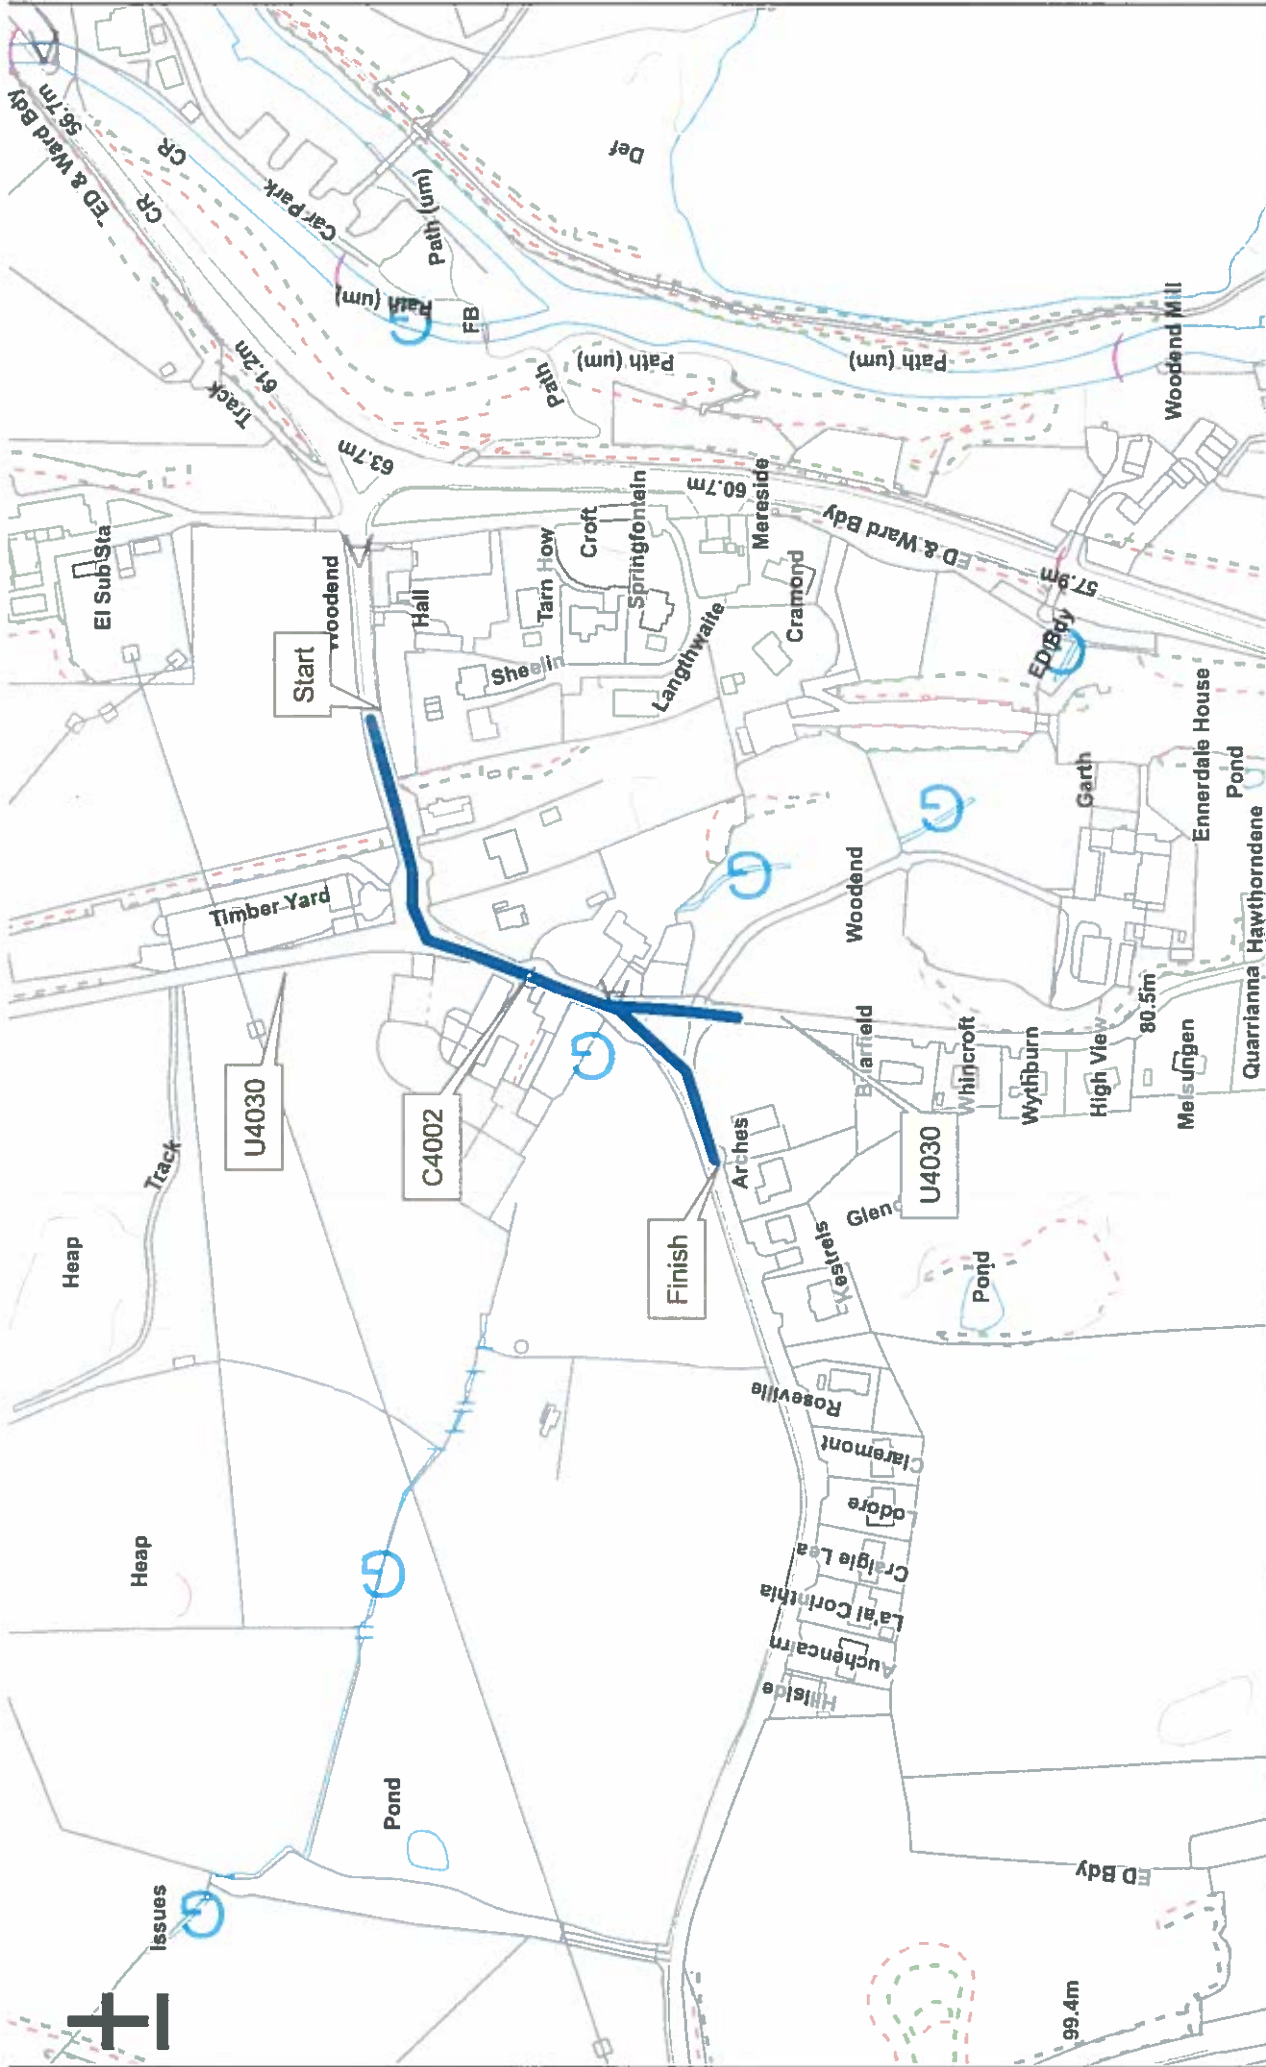 ED & Ward Bdy
56.7m
CR
CR
Car Park
Path (um)
Path (um)
FB
Def
Track
61.2m
63.7m
Path
Path (um)
Path (um)
Woodend Mill
El Sub Sta
Woodend
Hall
Tarn How
Croft
Springfontein
60.7m
Mereside
ED & Ward Bdy
57.9m
ED Bdy
Start
Sheelin
Langthwaite
Cramond
Timber Yard
Woodend
Garth
Ennerdale House
Pond
G
G
G
G
G
G
G
U4030
C4002
Track
Heap
Briarfield
Whincroft
Wythburn
High View
80.5m
Melsungen
Quarrianna
Hawthorndene
Finish
Arches
U4030
Kestrels
Pond
Roseville
Claremont
Lodore
Craigie Lea
La'al Corinthia
Auchencairn
Hillside
Heap
Pond
Issues
ED Bdy
99.4m